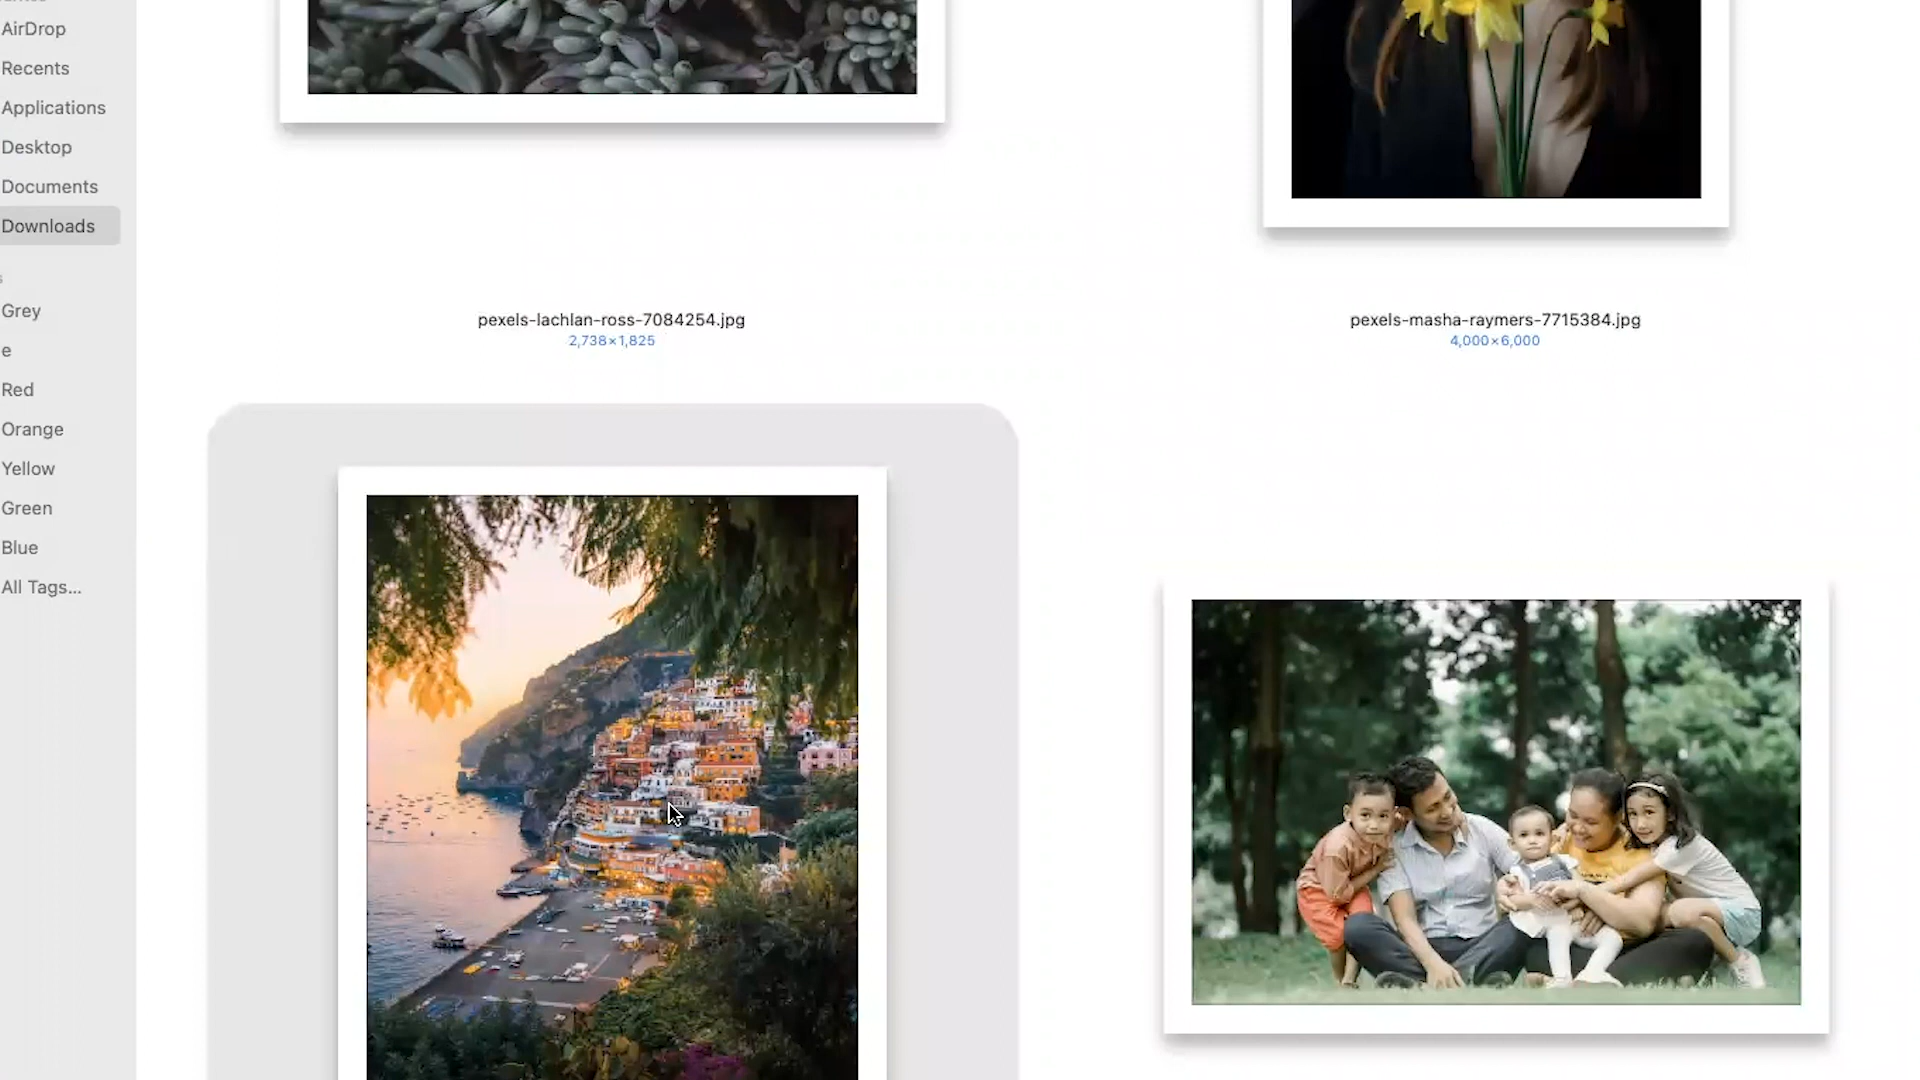 AirDrop
Recents
Applications
Desktop
Documents
Downloads
s
Grey
e
Red
Orange
Yellow
Green
Blue
All Tags...
pexels-lachlan-ross-7084254.jpg
2,738×1,825
pexels-masha-raymers-7715384.jpg
4,000×6,000